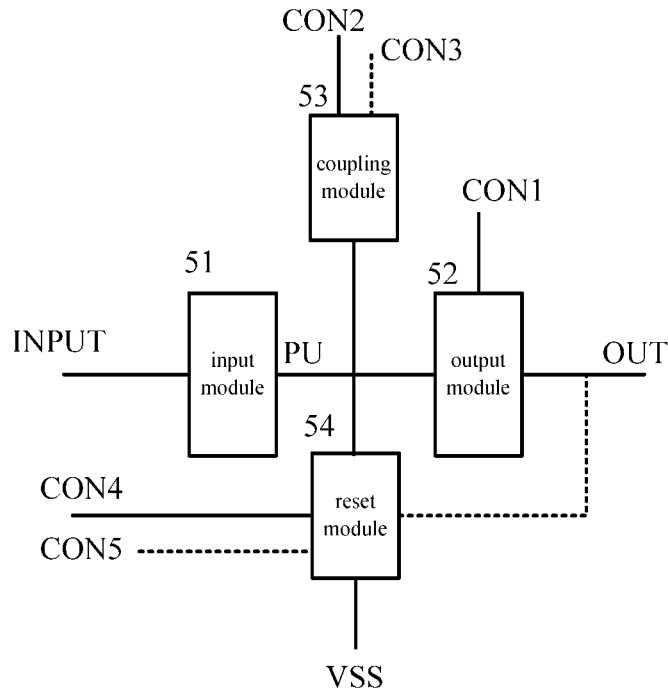 CON2
CON3
53
coupling
module
CON1
51
52
INPUT
input
module
PU
output
module
OUT
54
CON4
reset
module
CON5
VSS